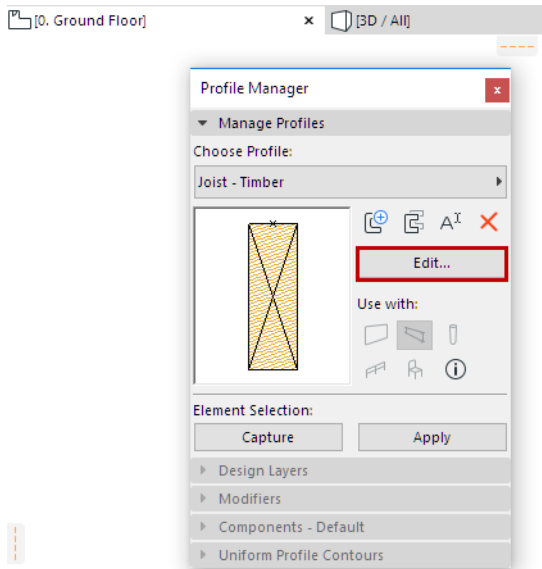 [0. Ground Floor] × [3D / All]
Profile Manager x
Manage Profiles
Choose Profile:
Joist - Timber
A
Edit...
Use with:
i
Element Selection:
Capture Apply
Design Layers
Modifiers
Components - Default
Uniform Profile Contours